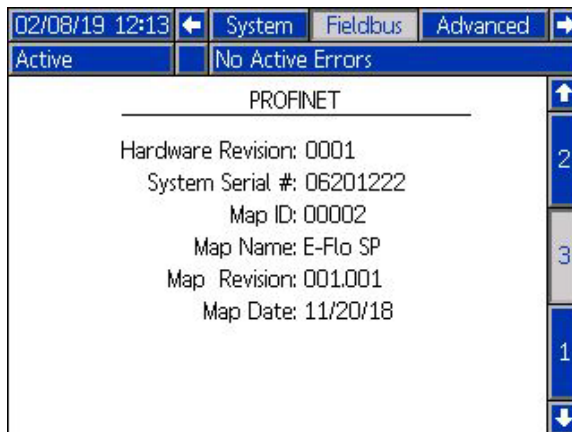 02/08/19 12:13 System Fieldbus Advanced
Active No Active Errors
PROFINET
Hardware Revision: 0001
System Serial #: 06201222
Map ID: 00002
Map Name: E-Flo SP
Map Revision: 001.001
Map Date: 11/20/18
2
3
1